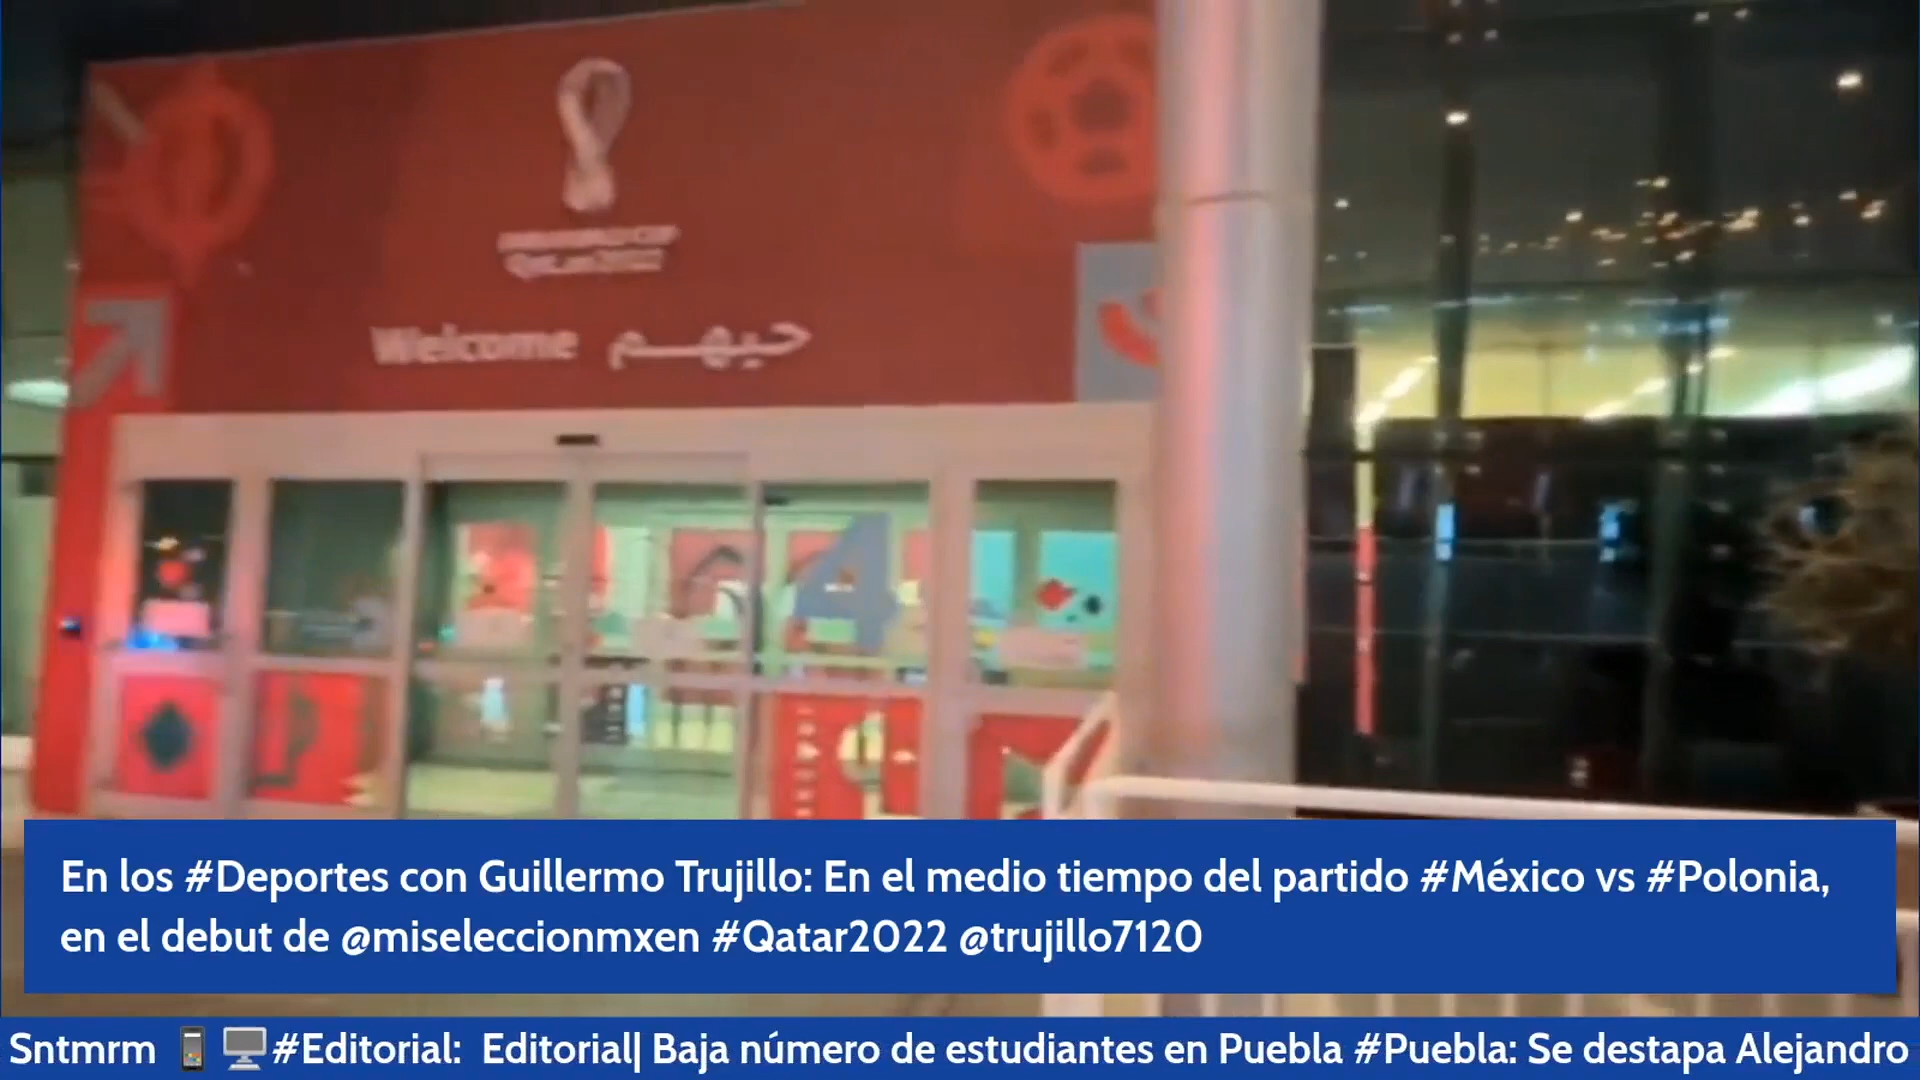 Qatar2022
Welcome حيهم
En los #Deportes con Guillermo Trujillo: En el medio tiempo del partido #México vs #Polonia,
en el debut de @miseleccionmxen #Qatar2022 @trujillo7120
Sntmrm 📱🖥️#Editorial: Editorial| Baja número de estudiantes en Puebla #Puebla: Se destapa Alejandro